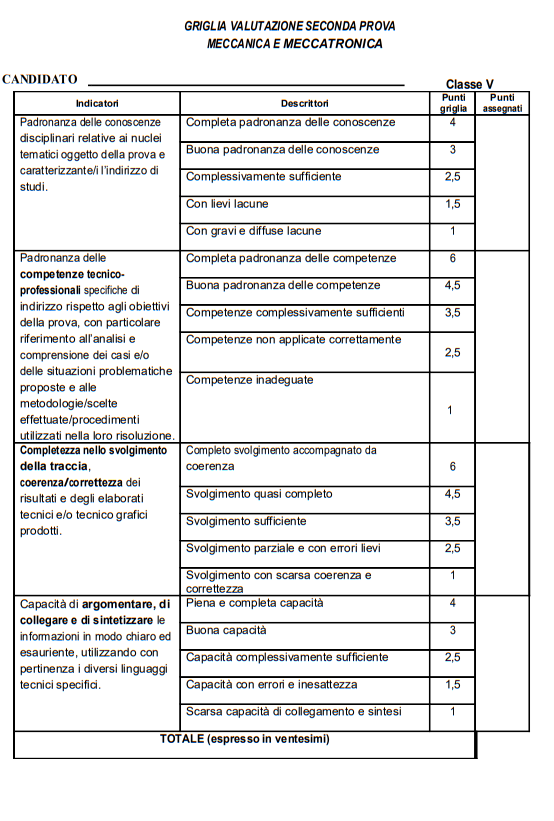 GRIGLIA VALUTAZIONE SECONDA PROVA
MECCANICA E MECCATRONICA
CANDIDATO
Classe V
Indicatori
Descrittori
Punti
griglia
Punti
assegnati
Padronanza delle conoscenze
disciplinari relative ai nuclei
tematici oggetto della prova e
caratterizzante/i l'indirizzo di
studi.
Completa padronanza delle conoscenze
4
Buona padronanza delle conoscenze
3
Complessivamente sufficiente
2,5
Con lievi lacune
1,5
Con gravi e diffuse lacune
1
Padronanza delle
competenze tecnico-
professionali specifiche di
indirizzo rispetto agli obiettivi
della prova, con particolare
riferimento all'analisi e
comprensione dei casi e/o
delle situazioni problematiche
proposte e alle
metodologie/scelte
effettuate/procedimenti
utilizzati nella loro risoluzione.
Completa padronanza delle competenze
6
Buona padronanza delle competenze
4,5
Competenze complessivamente sufficienti
3,5
Competenze non applicate correttamente
2,5
Competenze inadeguate
1
Completezza nello svolgimento
della traccia,
coerenza/correttezza dei
risultati e degli elaborati
tecnici e/o tecnico grafici
prodotti.
Completo svolgimento accompagnato da
coerenza
6
Svolgimento quasi completo
4,5
Svolgimento sufficiente
3,5
Svolgimento parziale e con errori lievi
2,5
Svolgimento con scarsa coerenza e
correttezza
1
Capacità di argomentare, di
collegare e di sintetizzare le
informazioni in modo chiaro ed
esauriente, utilizzando con
pertinenza i diversi linguaggi
tecnici specifici.
Piena e completa capacità
4
Buona capacità
3
Capacità complessivamente sufficiente
2,5
Capacità con errori e inesattezza
1,5
Scarsa capacità di collegamento e sintesi
1
TOTALE (espresso in ventesimi)